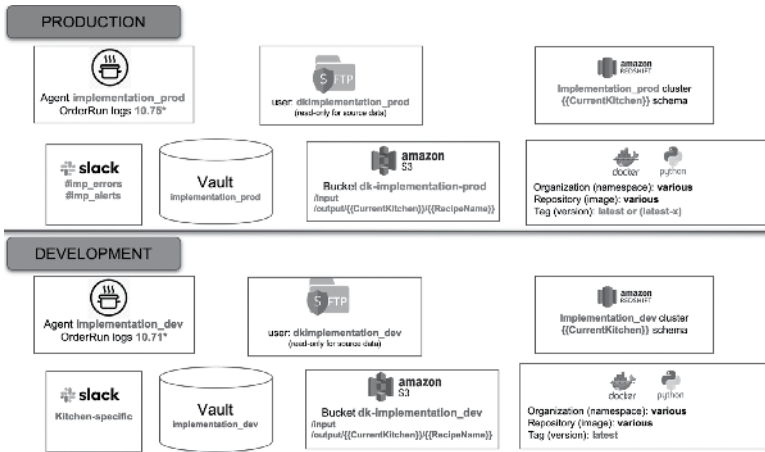 PRODUCTION
Agent implementation_prod
OrderRun logs 10.75*
SFTP
user: dkimplementation_prod
(read-only for source data)
amazon
REDSHIFT
Implementation_prod cluster
{{CurrentKitchen}} schema
slack
#imp_errors
#imp_alerts
Vault
implementation_prod
amazon
S3
Bucket dk-implementation-prod
/input
/output/{{CurrentKitchen}}/{{RecipeName}}
docker
python
Organization (namespace): various
Repository (image): various
Tag (version): latest or (latest-x)
DEVELOPMENT
Agent implementation_dev
OrderRun logs 10.71*
SFTP
user: dkimplementation_dev
(read-only for source data)
amazon
REDSHIFT
Implementation_dev cluster
{{CurrentKitchen}} schema
slack
Kitchen-specific
Vault
implementation_dev
amazon
S3
Bucket dk-implementation_dev
/input
/output/{{CurrentKitchen}}/{{RecipeName}}
docker
python
Organization (namespace): various
Repository (image): various
Tag (version): latest